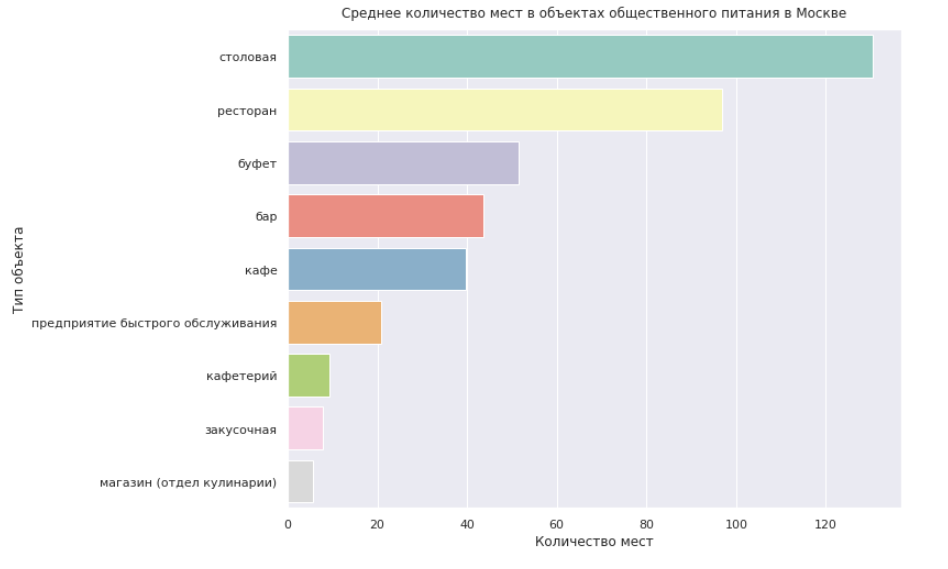 Среднее количество мест в объектах общественного питания в Москве
столовая
ресторан
буфет
бар
кафе
предприятие быстрого обслуживания
кафетерий
закусочная
магазин (отдел кулинарии)
Тип объекта
0 20 40 60 80 100 120
Количество мест